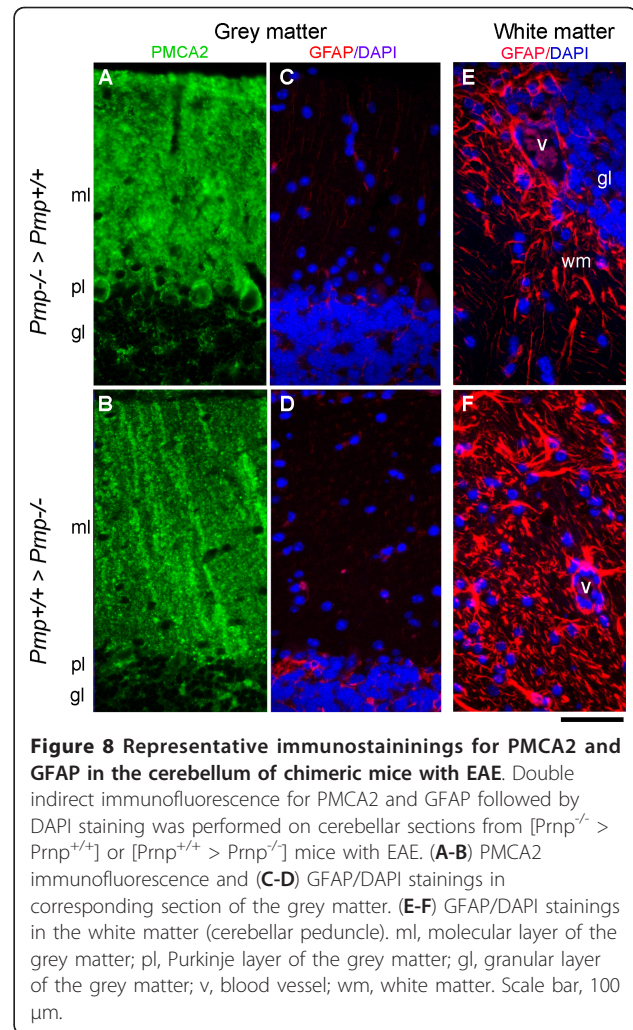 Grey matter
White matter
PMCA2
GFAP/DAPI
GFAP/DAPI
A
C
E
v
gl
wm
ml
pl
gl
Prnp-/- > Prnp+/+
B
D
F
v
ml
pl
gl
Prnp+/+ > Prnp-/-
Figure 8 Representative immunostaininings for PMCA2 and
GFAP in the cerebellum of chimeric mice with EAE. Double
indirect immunofluorescence for PMCA2 and GFAP followed by
DAPI staining was performed on cerebellar sections from [Prnp-/- >
Prnp+/+] or [Prnp+/+ > Prnp-/-] mice with EAE. (A-B) PMCA2
immunofluorescence and (C-D) GFAP/DAPI stainings in
corresponding section of the grey matter. (E-F) GFAP/DAPI stainings
in the white matter (cerebellar peduncle). ml, molecular layer of the
grey matter; pl, Purkinje layer of the grey matter; gl, granular layer
of the grey matter; v, blood vessel; wm, white matter. Scale bar, 100
μm.